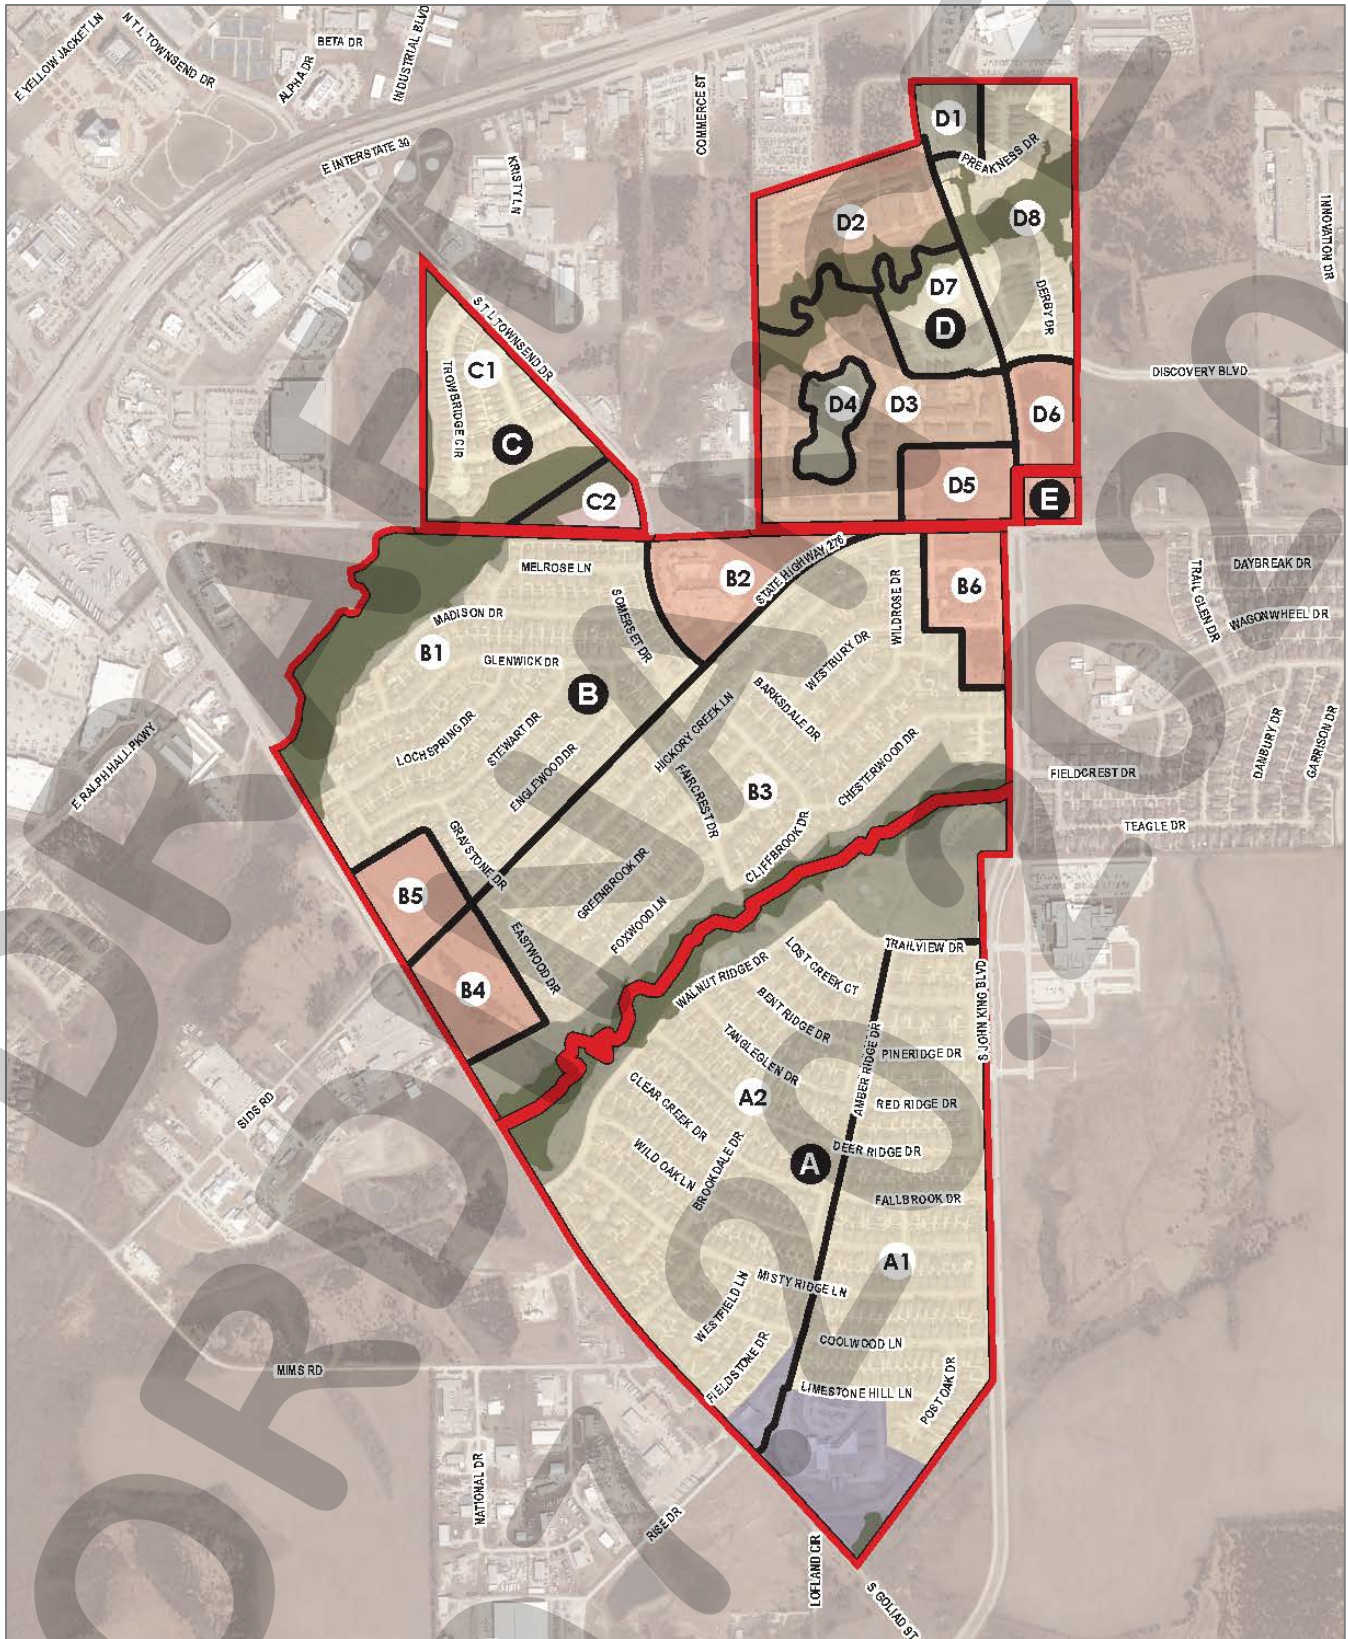 E YELLOW JACKET LN
N T L TOWNSEND DR
BETA DR
ALPHA DR
INDUSTRIAL BLVD
E INTERSTATE 30
KRISTY LN
COMMERCE ST
D1
PREAKNESS DR
D2
D8
INNOVATION DR
D7
DERBY DR
D
S T L TOWNSEND DR
C1
TROWBRIDGE CIR
DISCOVERY BLVD
D4
D3
D6
C
C2
D5
E
MELROSE LN
B2
STATE HIGHWAY 276
B6
TRAIL GLEN DR
DAYBREAK DR
WAGONWHEEL DR
MADISON DR
SOMERSET DR
WILDROSE DR
B1
GLENWICK DR
WESTBURY DR
B
BARKSDALE DR
HICKORY CREEK LN
LOCHSPRING DR
STEWART DR
ENGLEWOOD DR
FAIRCREST DR
B3
CHESTERWOOD DR
DANBURY DR
GARRISON DR
E RALPH HALL PKWY
FIELDCREST DR
TEAGLE DR
GRAYSTONE DR
CLIFFBROOK DR
B5
GREENBROOK DR
FOXWOOD LN
EASTWOOD DR
B4
TRAILVIEW DR
LOST CREEK CT
WALNUT RIDGE DR
BENT RIDGE DR
S JOHN KING BLVD
TANGLEGLEN DR
AMBER RIDGE DR
PINERIDGE DR
CLEAR CREEK DR
A2
RED RIDGE DR
SIDS RD
WILD OAK LN
BROOKDALE DR
A
DEER RIDGE DR
FALLBROOK DR
A1
MISTY RIDGE LN
WESTFIELD LN
COOLWOOD LN
FIELDSTONE DR
MIMS RD
LIMESTONE HILL LN
POST OAK DR
NATIONAL DR
RISE DR
LOFLAND CIR
S GOLIAD ST
DRAFT
ORDINANCE